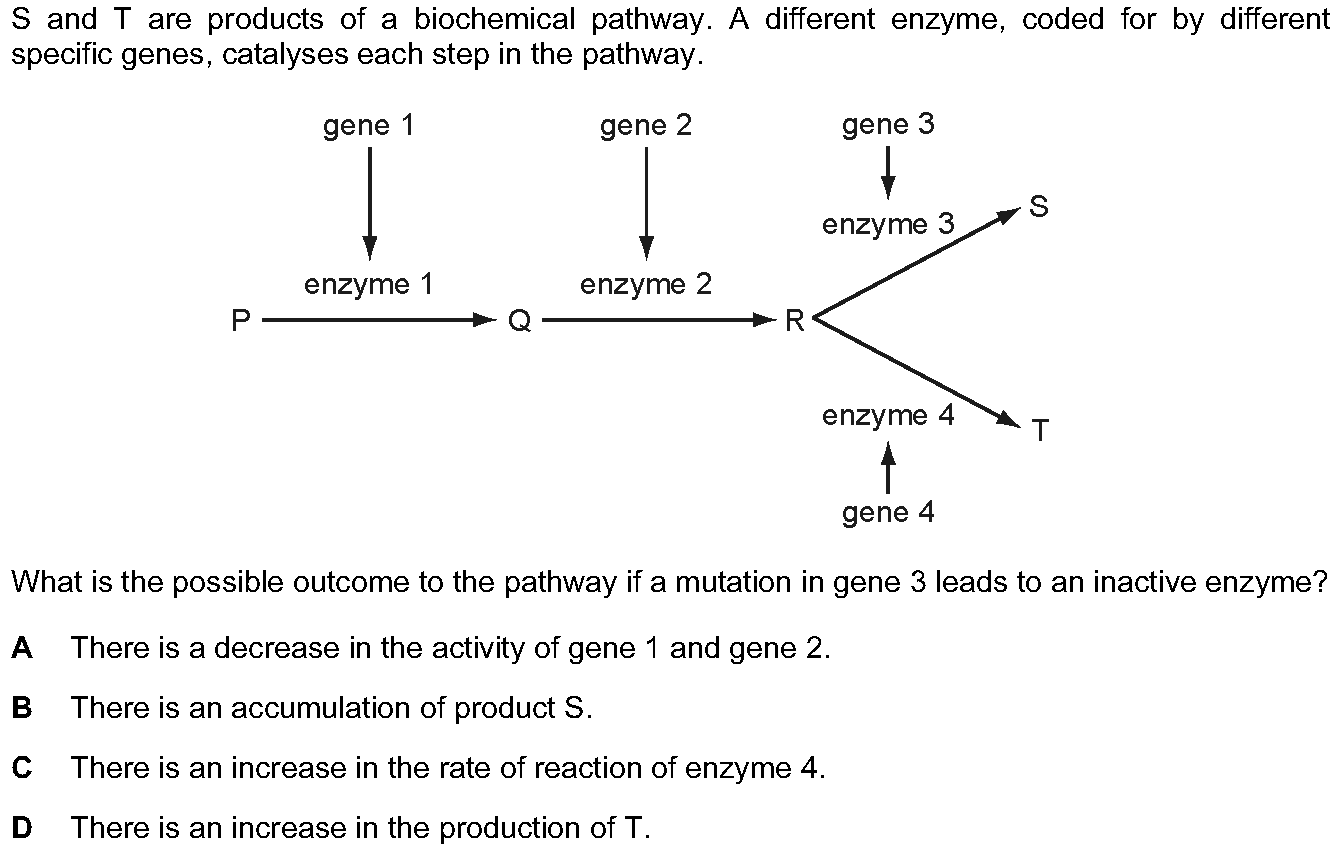 S and T are products of a biochemical pathway. A different enzyme, coded for by different
specific genes, catalyses each step in the pathway.
gene 1 gene 2 gene 3
S
enzyme 3
enzyme 1 enzyme 2
P Q R
enzyme 4
T
gene 4
What is the possible outcome to the pathway if a mutation in gene 3 leads to an inactive enzyme?
A There is a decrease in the activity of gene 1 and gene 2.
B There is an accumulation of product S.
C There is an increase in the rate of reaction of enzyme 4.
D There is an increase in the production of T.